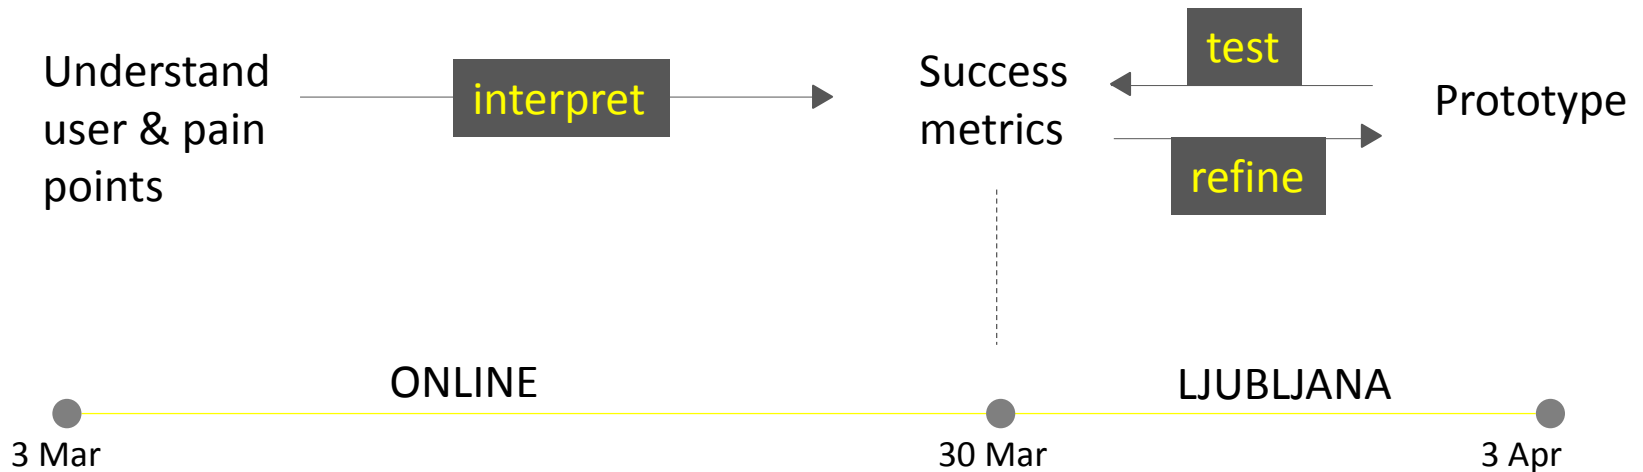 Understand
user & pain
points
interpret
Success
metrics
test
refine
Prototype
ONLINE
LJUBLJANA
3 Mar
30 Mar
3 Apr